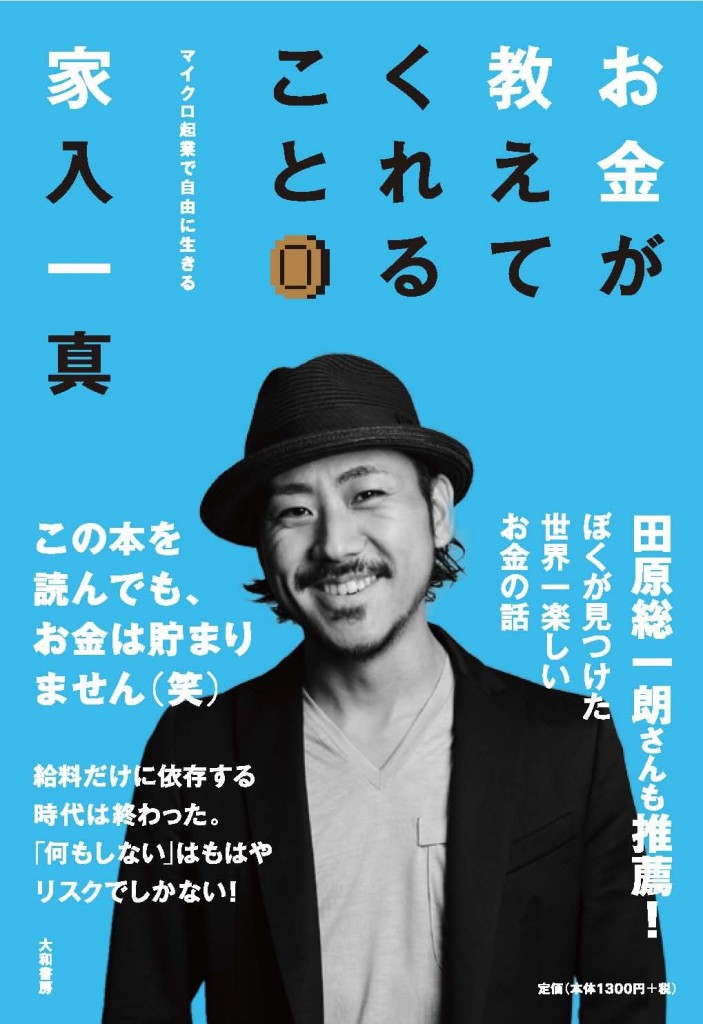 お金が
教えて
くれる
こと
マイクロ起業で自由に生きる
家入一真
田原総一朗さんも推薦！
ぼくが見つけた
世界一楽しい
お金の話
この本を
読んでも、
お金は貯まり
ません（笑）
給料だけに依存する
時代は終わった。
「何もしない」はもはや
リスクでしかない！
大和書房
定価（本体1300円＋税）